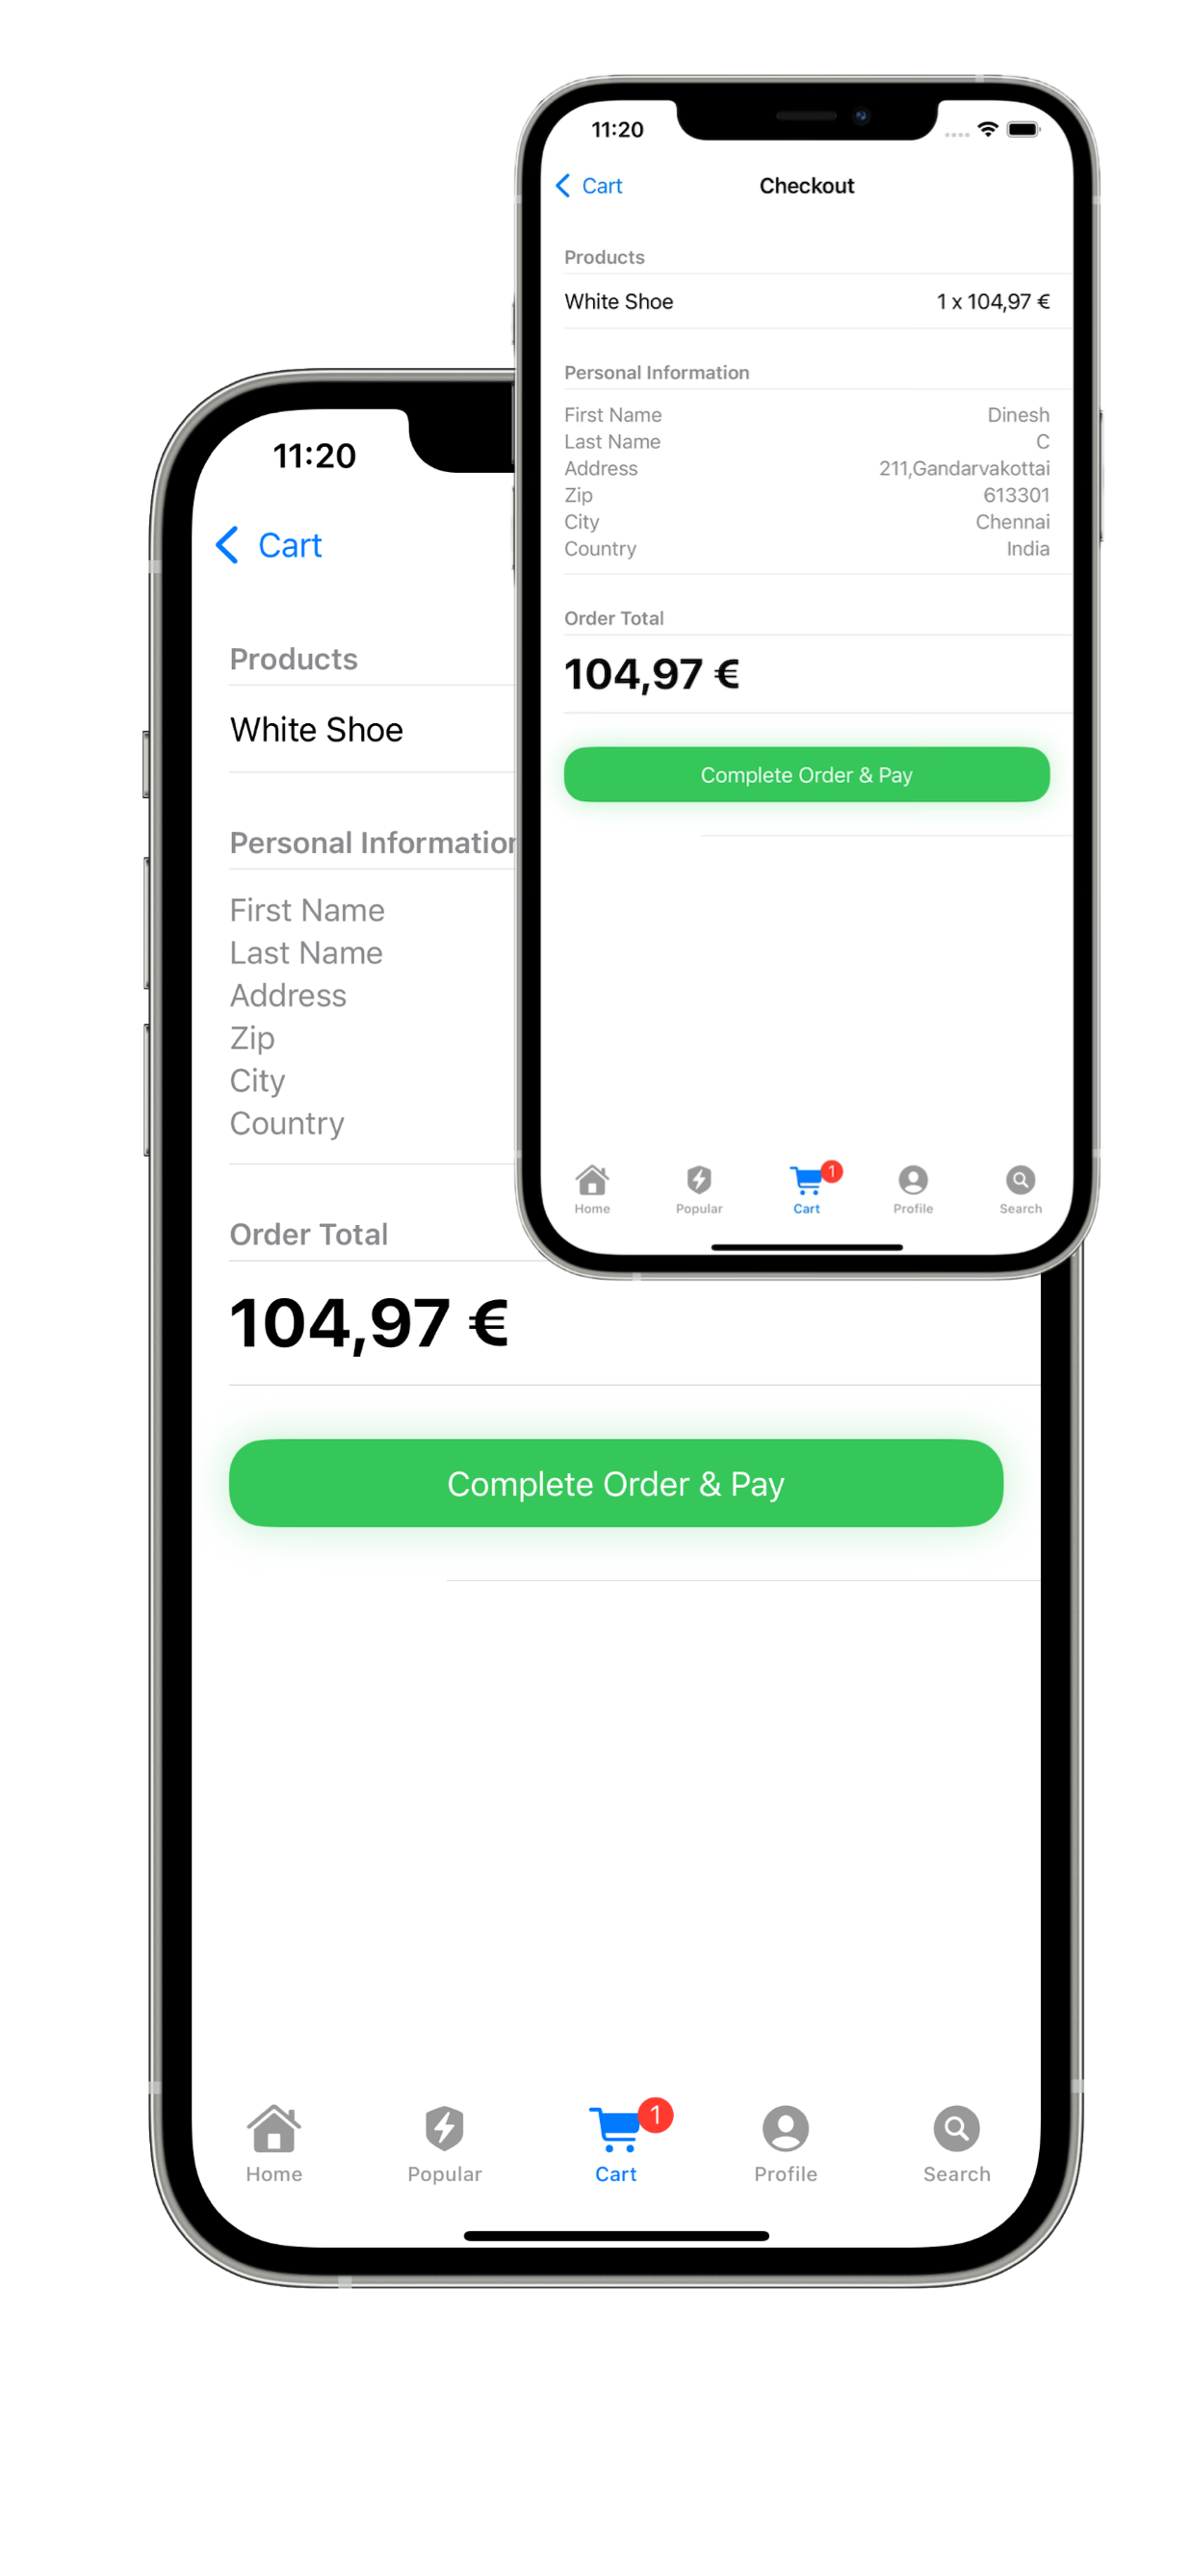 11:20
Cart
Checkout
Products
White Shoe 1 x 104,97 €
Personal Information
First Name Dinesh
Last Name C
Address 211,Gandarvakottai
Zip 613301
City Chennai
Country India
Order Total
104,97 €
Complete Order & Pay
1
Home Popular Cart Profile Search
11:20
Cart
Products
White Shoe
Personal Information
First Name
Last Name
Address
Zip
City
Country
Order Total
104,97 €
Complete Order & Pay
1
Home Popular Cart Profile Search